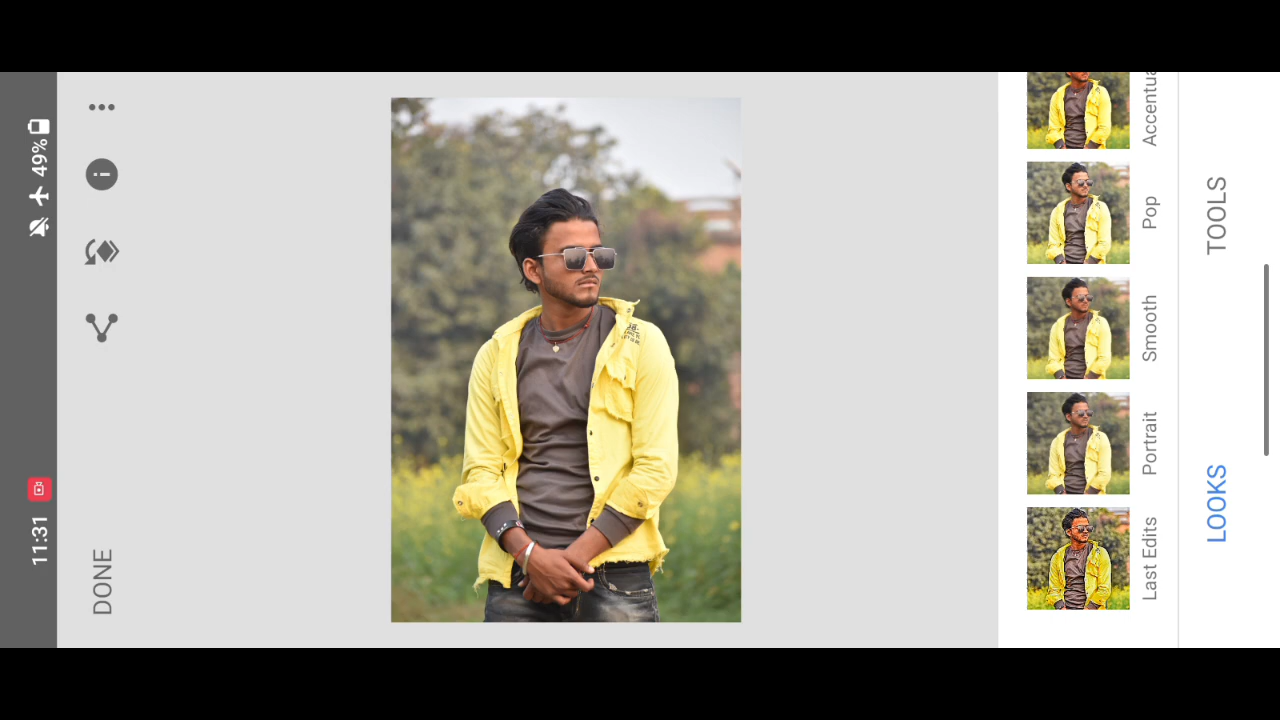 11:31
49%
DONE
Last Edits
Portrait
Smooth
Pop
Accentua
LOOKS
TOOLS